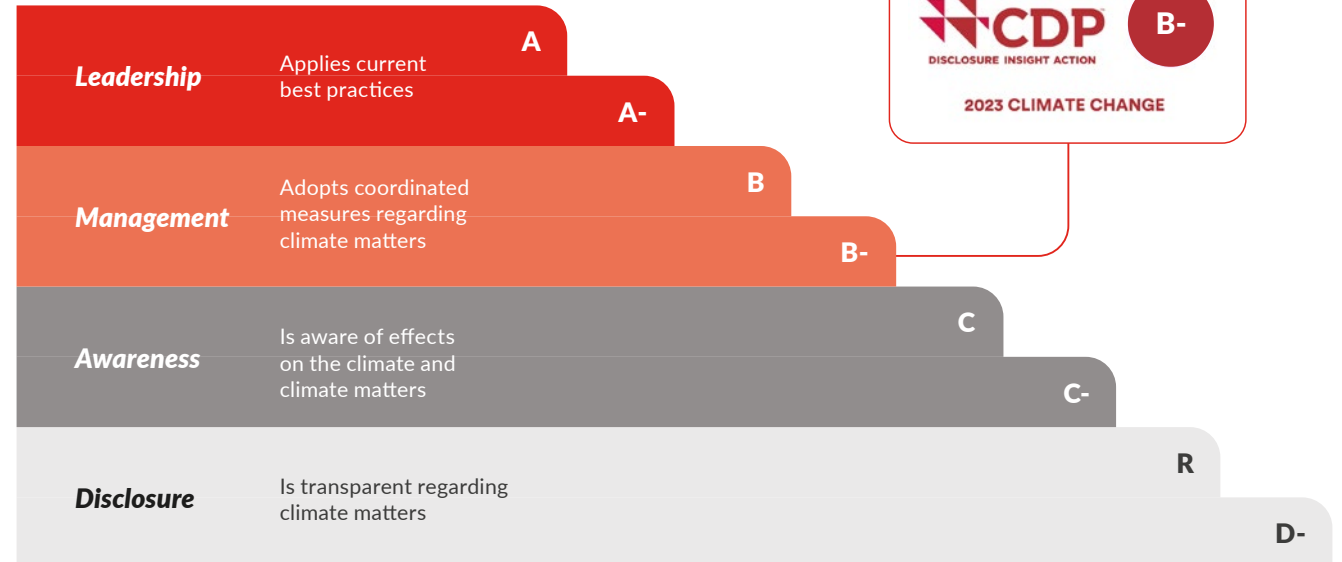 CDP
B-
DISCLOSURE INSIGHT ACTION
2023 CLIMATE CHANGE
A
Leadership
Applies current
best practices
A-
Management
Adopts coordinated
measures regarding
climate matters
B
B-
Awareness
Is aware of effects
on the climate and
climate matters
C
C-
Disclosure
Is transparent regarding
climate matters
R
D-